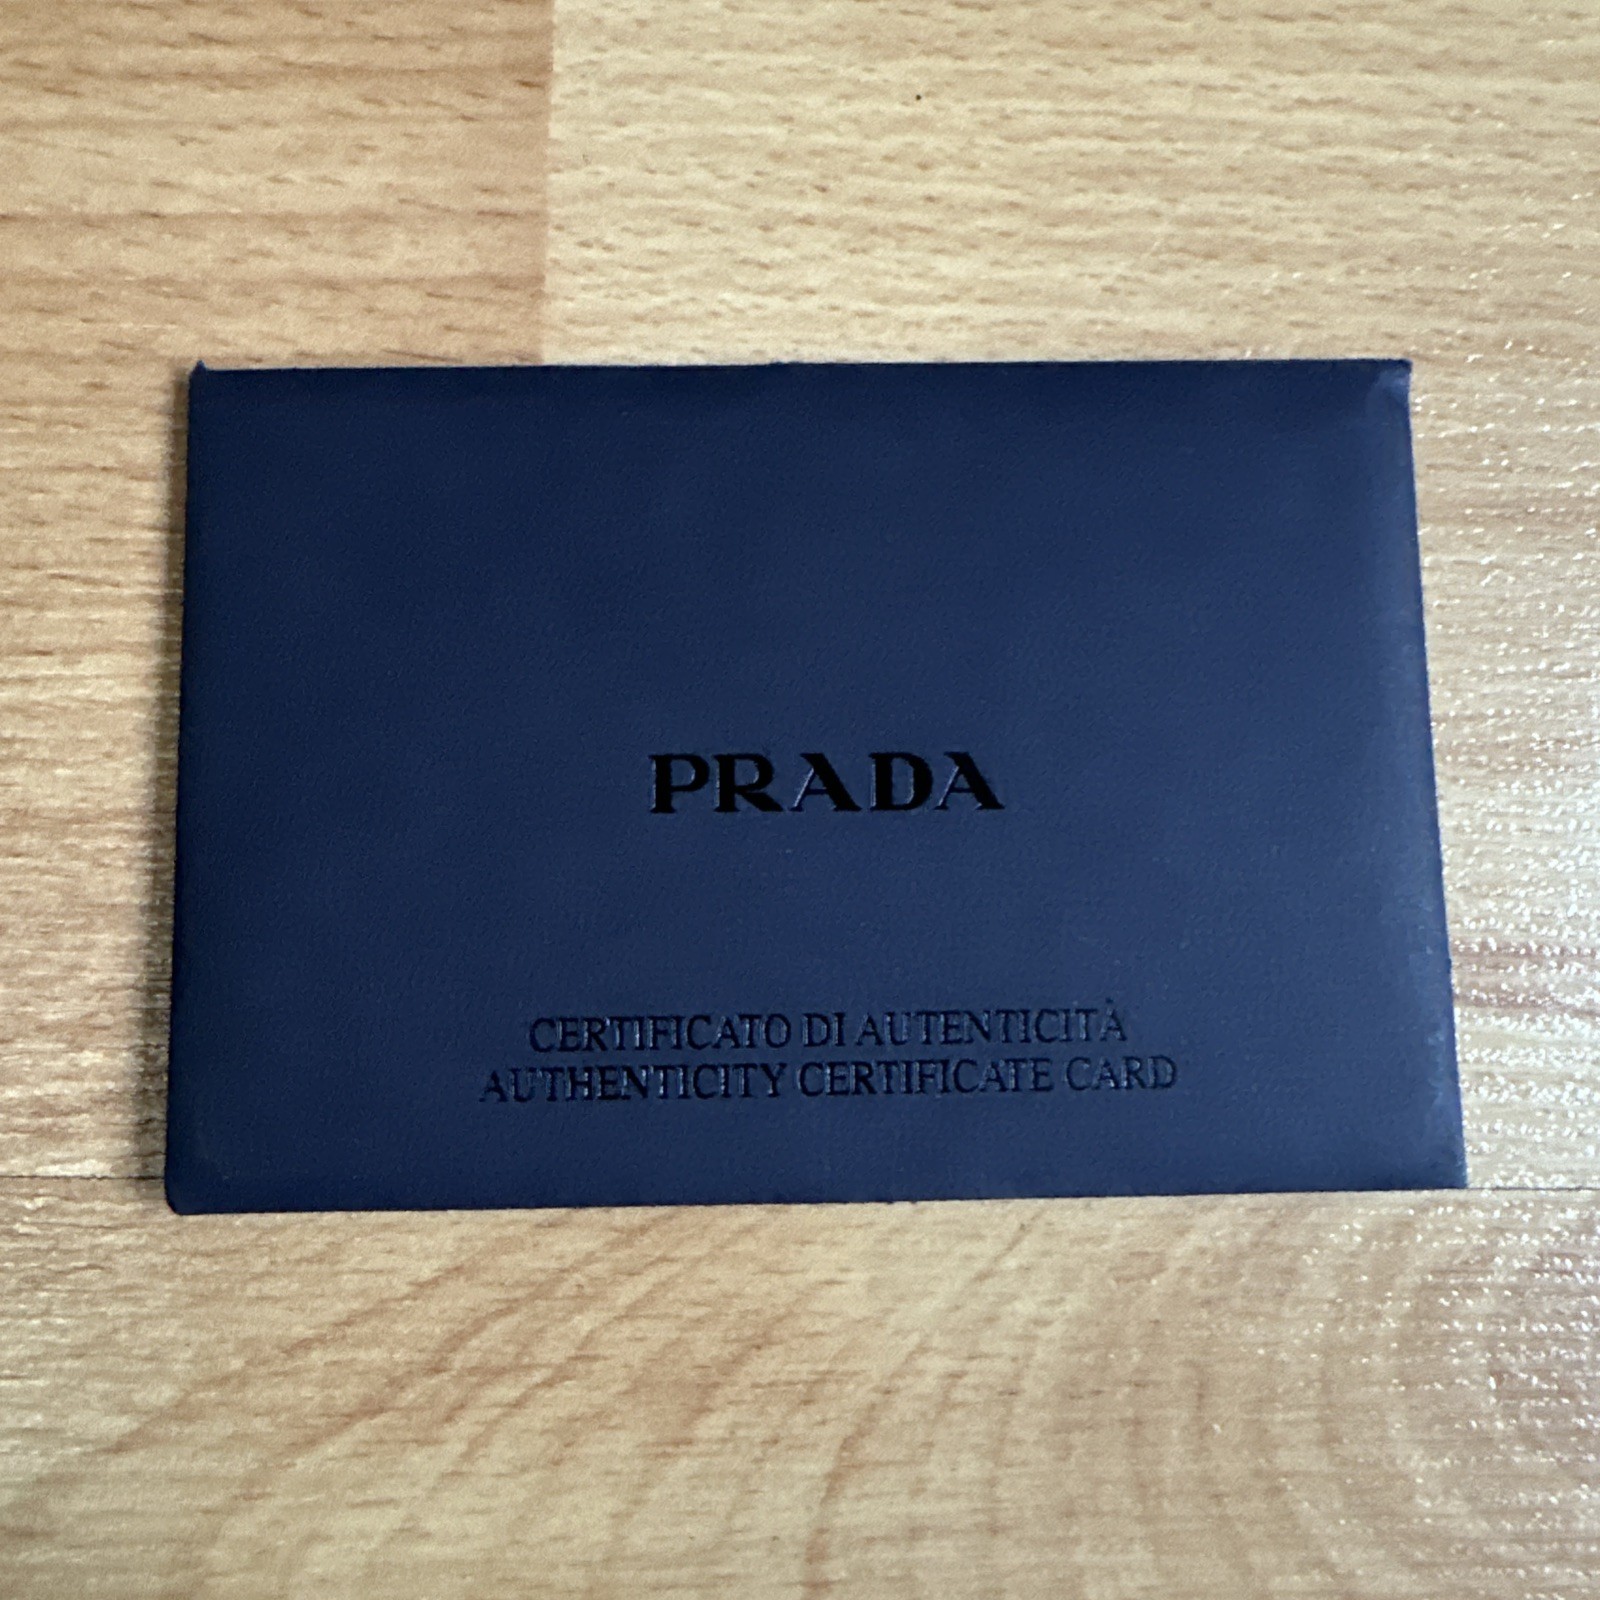 PRADA
CERTIFICATO DI AUTENTICITÀ
AUTHENTICITY CERTIFICATE CARD